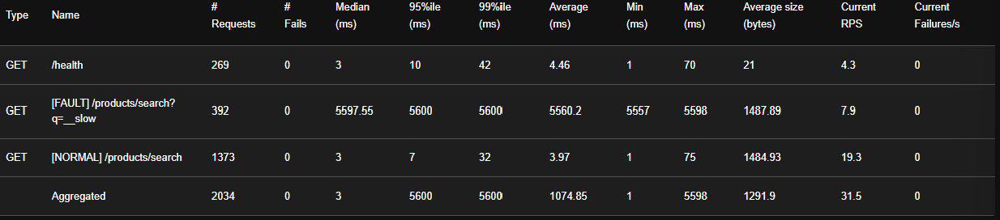 Type Name # Requests # Fails Median (ms) 95%ile (ms) 99%ile (ms) Average (ms) Min (ms) Max (ms) Average size (bytes) Current RPS Current Failures/s
GET /health 269 0 3 10 42 4.46 1 70 21 4.3 0
GET [FAULT] /products/search?q=__slow 392 0 5597.55 5600 5600 5560.2 5557 5598 1487.89 7.9 0
GET [NORMAL] /products/search 1373 0 3 7 32 3.97 1 75 1484.93 19.3 0
Aggregated 2034 0 3 5600 5600 1074.85 1 5598 1291.9 31.5 0